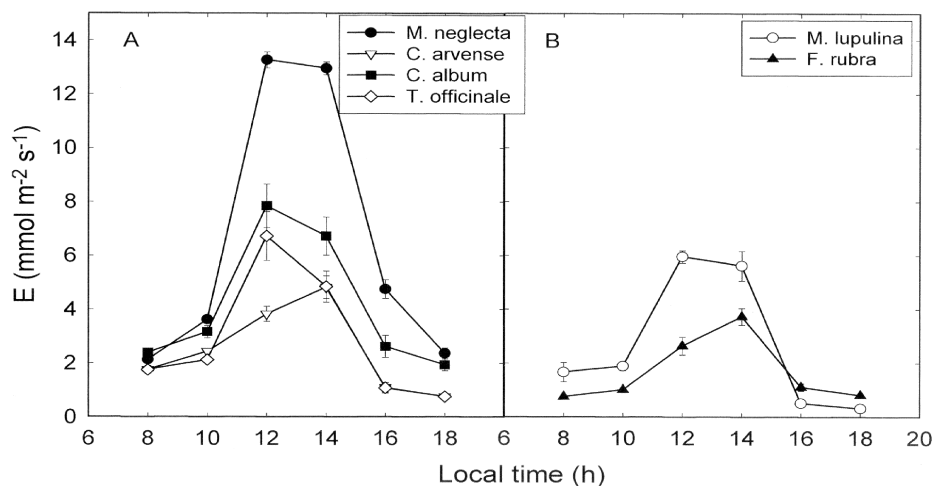 A
M. neglecta
C. arvense
C. album
T. officinale
B
M. lupulina
F. rubra
14
12
10
8
6
4
2
0
E (mmol m⁻² s⁻¹)
6 8 10 12 14 16 18 6 8 10 12 14 16 18 20
Local time (h)